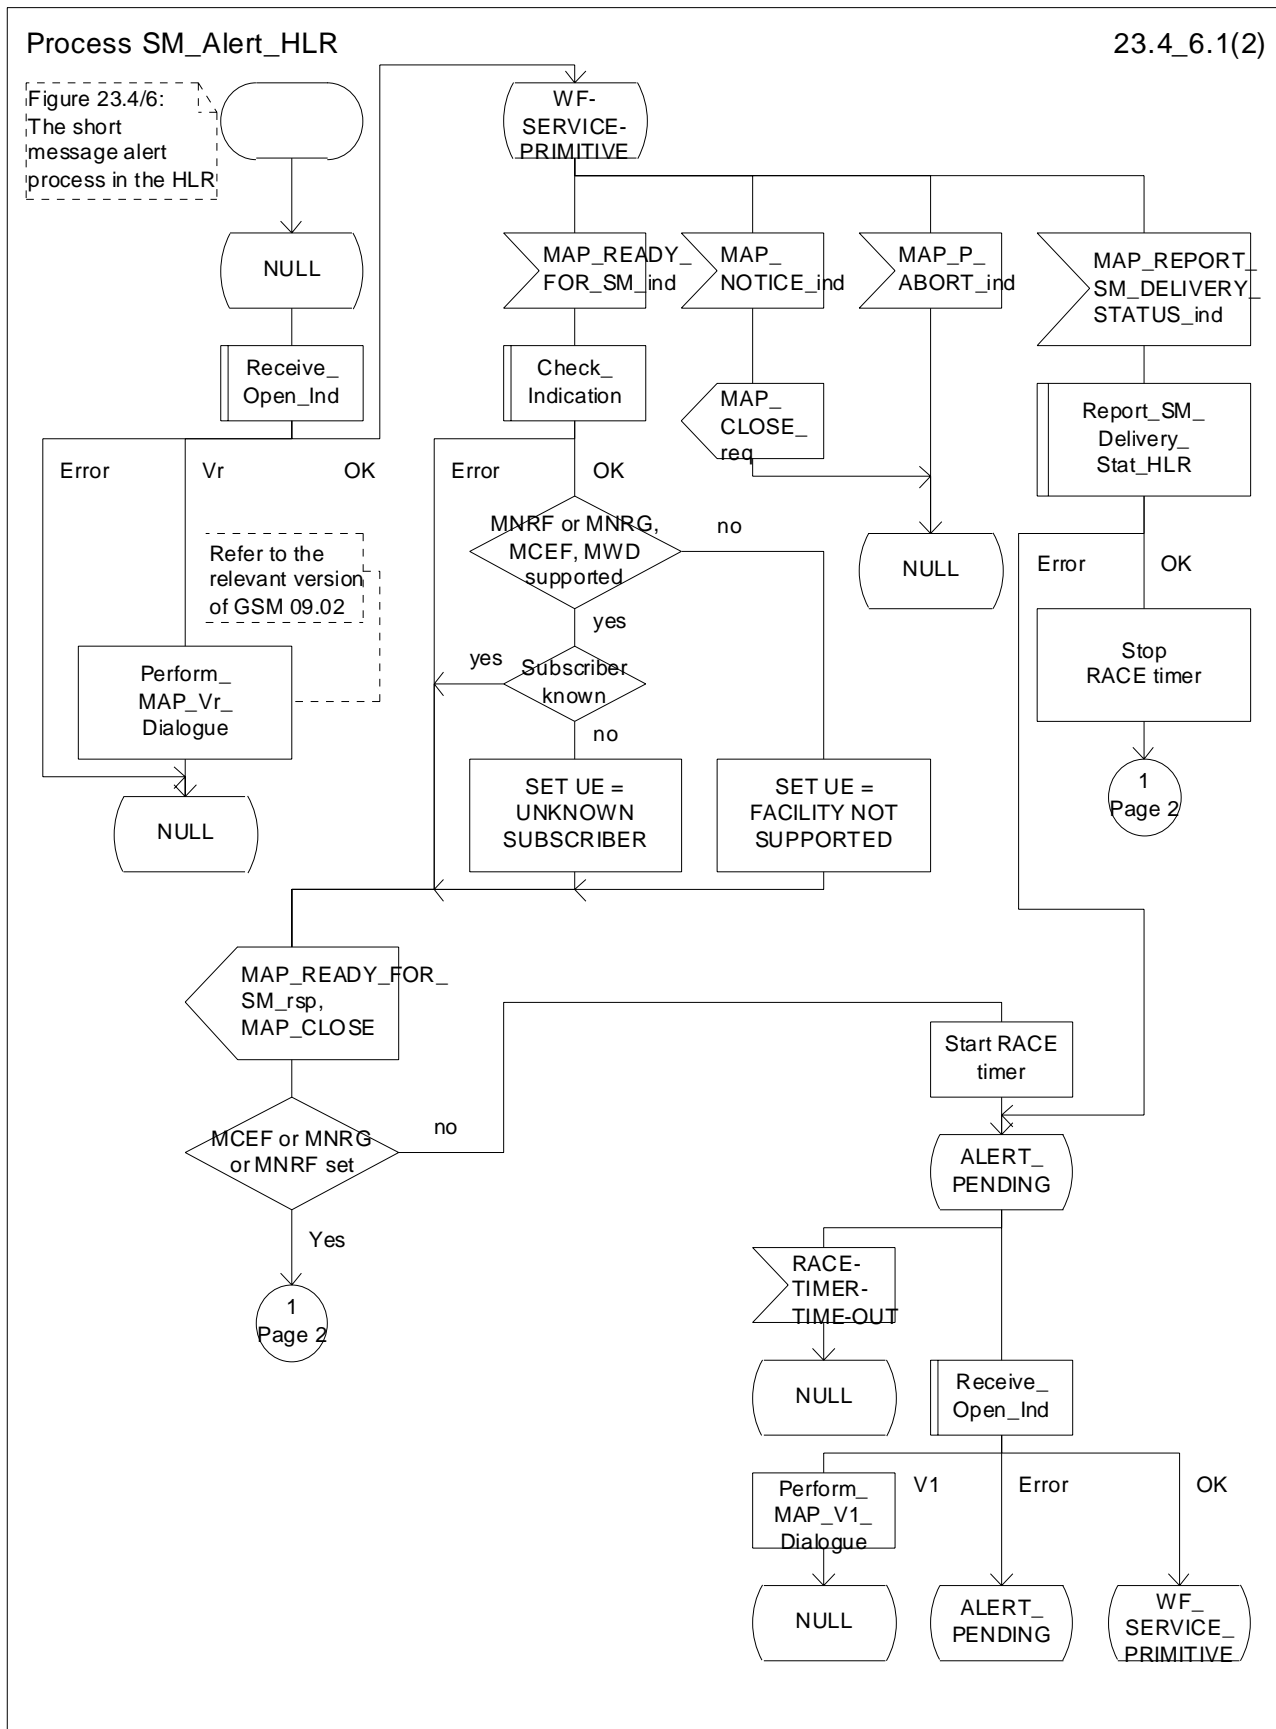 Process SM_Alert_HLR
23.4_6.1(2)
Figure 23.4/6:
The short
message alert
process in the HLR
WF-
SERVICE-
PRIMITIVE
NULL
MAP_READY_
FOR_SM_ind
MAP_
NOTICE_ind
MAP_P_
ABORT_ind
MAP_REPORT_
SM_DELIVERY_
STATUS_ind
Receive_
Open_Ind
Check_
Indication
MAP_
CLOSE_
req
Report_SM_
Delivery_
Stat_HLR
Error
Vr
OK
Error
OK
MNRF or MNRG,
MCEF, MWD
supported
no
NULL
Error
OK
Refer to the
relevant version
of GSM 09.02
yes
yes
Subscriber
known
Stop
RACE timer
Perform_
MAP_Vr_
Dialogue
no
SET UE =
UNKNOWN
SUBSCRIBER
SET UE =
FACILITY NOT
SUPPORTED
1
Page 2
NULL
MAP_READY_FOR_
SM_rsp,
MAP_CLOSE
Start RACE
timer
MCEF or MNRG
or MNRF set
no
ALERT_
PENDING
Yes
RACE-
TIMER-
TIME-OUT
1
Page 2
NULL
Receive_
Open_Ind
Perform_
MAP_V1_
Dialogue
V1
Error
OK
NULL
ALERT_
PENDING
WF_
SERVICE_
PRIMITIVE